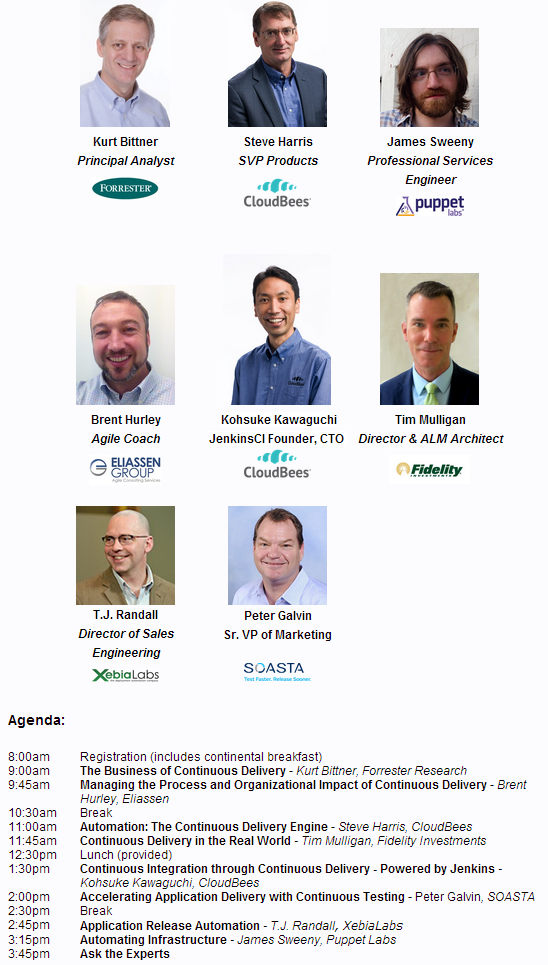 Kurt Bittner
Principal Analyst
FORRESTER®
Steve Harris
SVP Products
CloudBees
James Sweeny
Professional Services
Engineer
puppet
labs
Brent Hurley
Agile Coach
ELIASSEN
GROUP
Agile Consulting Services
Kohsuke Kawaguchi
JenkinsCI Founder, CTO
CloudBees
Tim Mulligan
Director & ALM Architect
Fidelity
INVESTMENTS
T.J. Randall
Director of Sales
Engineering
XebiaLabs
Peter Galvin
Sr. VP of Marketing
SOASTA
Test Faster. Release Sooner.
Agenda:
8:00am Registration (includes continental breakfast)
9:00am The Business of Continuous Delivery - Kurt Bittner, Forrester Research
9:45am Managing the Process and Organizational Impact of Continuous Delivery - Brent
Hurley, Eliassen
10:30am Break
11:00am Automation: The Continuous Delivery Engine - Steve Harris, CloudBees
11:45am Continuous Delivery in the Real World - Tim Mulligan, Fidelity Investments
12:30pm Lunch (provided)
1:30pm Continuous Integration through Continuous Delivery - Powered by Jenkins -
Kohsuke Kawaguchi, CloudBees
2:00pm Accelerating Application Delivery with Continuous Testing - Peter Galvin, SOASTA
2:30pm Break
2:45pm Application Release Automation - T.J. Randall, XebiaLabs
3:15pm Automating Infrastructure - James Sweeny, Puppet Labs
3:45pm Ask the Experts